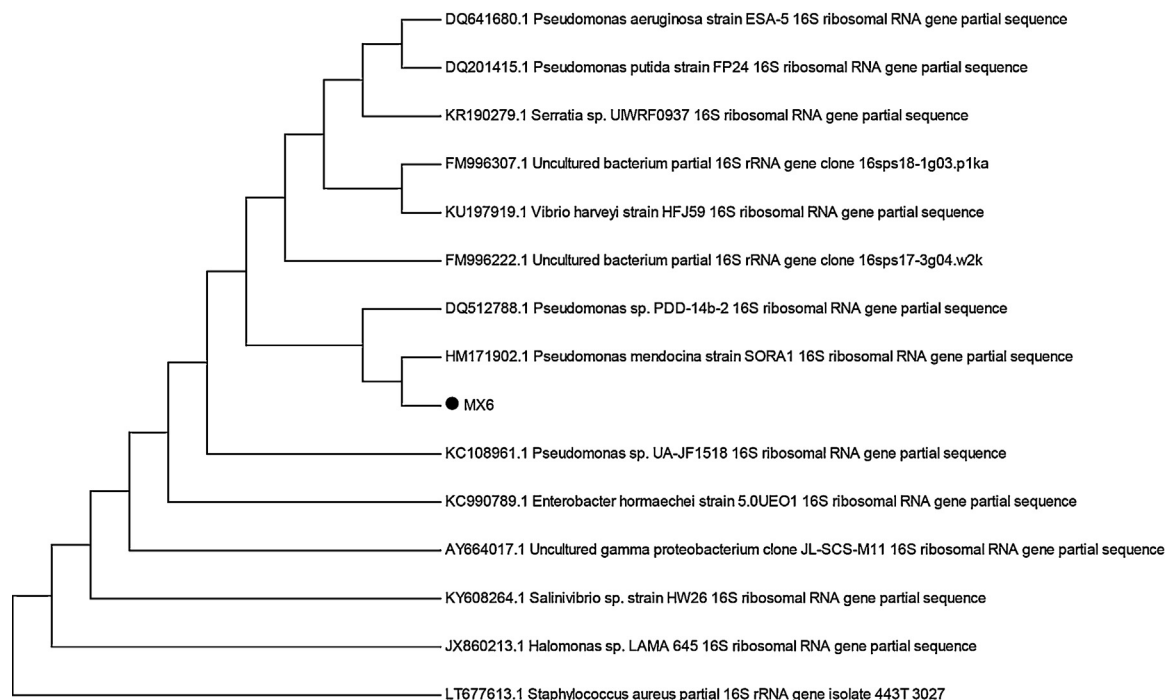 DQ641680.1 Pseudomonas aeruginosa strain ESA-5 16S ribosomal RNA gene partial sequence
DQ201415.1 Pseudomonas putida strain FP24 16S ribosomal RNA gene partial sequence
KR190279.1 Serratia sp. UIWRF0937 16S ribosomal RNA gene partial sequence
FM996307.1 Uncultured bacterium partial 16S rRNA gene clone 16sps18-1g03.p1ka
KU197919.1 Vibrio harveyi strain HFJ59 16S ribosomal RNA gene partial sequence
FM996222.1 Uncultured bacterium partial 16S rRNA gene clone 16sps17-3g04.w2k
DQ512788.1 Pseudomonas sp. PDD-14b-2 16S ribosomal RNA gene partial sequence
HM171902.1 Pseudomonas mendocina strain SORA1 16S ribosomal RNA gene partial sequence
MX6
KC108961.1 Pseudomonas sp. UA-JF1518 16S ribosomal RNA gene partial sequence
KC990789.1 Enterobacter hormaechei strain 5.0UEO1 16S ribosomal RNA gene partial sequence
AY664017.1 Uncultured gamma proteobacterium clone JL-SCS-M11 16S ribosomal RNA gene partial sequence
KY608264.1 Salinivibrio sp. strain HW26 16S ribosomal RNA gene partial sequence
JX860213.1 Halomonas sp. LAMA 645 16S ribosomal RNA gene partial sequence
LT677613.1 Staphylococcus aureus partial 16S rRNA gene isolate 443T 3027